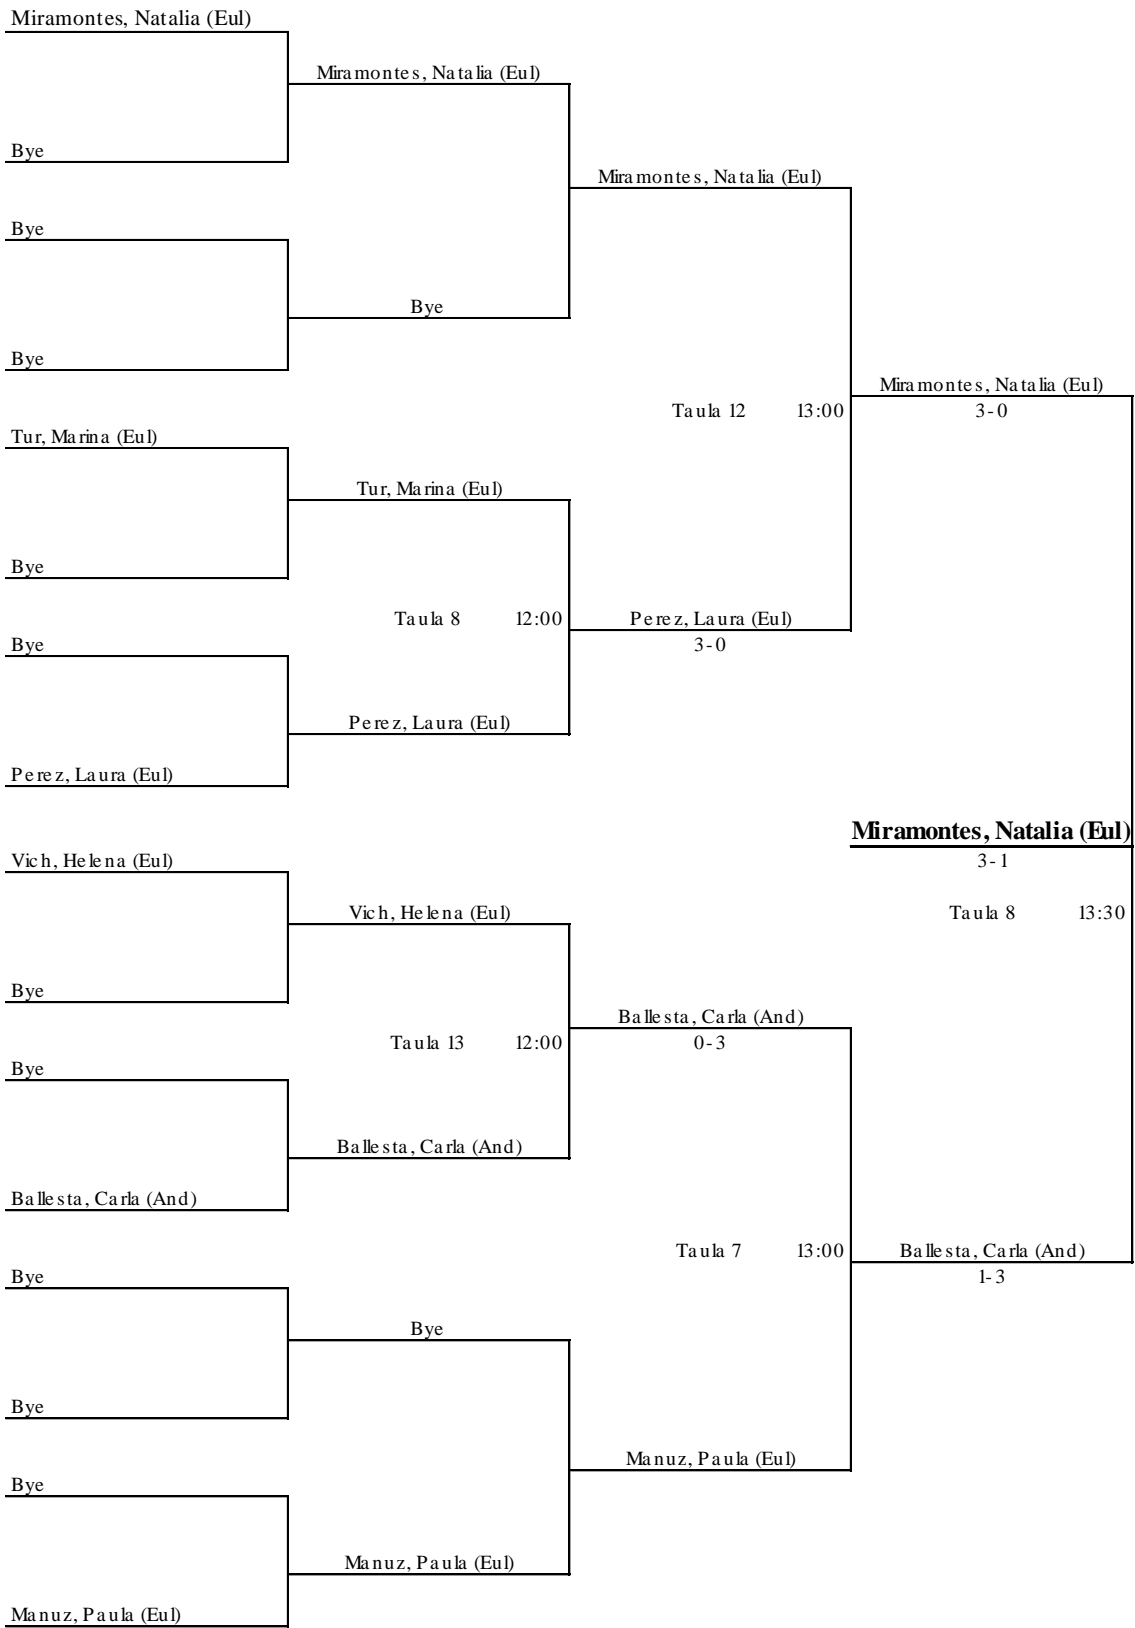 Miramontes, Natalia (Eul)
Miramontes, Natalia (Eul)
Bye
Miramontes, Natalia (Eul)
Bye
Bye
Bye
Miramontes, Natalia (Eul)
Taula 12 13:00 3-0
Tur, Marina (Eul)
Tur, Marina (Eul)
Bye
Taula 8 12:00 Perez, Laura (Eul)
Bye 3-0
Perez, Laura (Eul)
Perez, Laura (Eul)
Miramontes, Natalia (Eul)
Vich, Helena (Eul) 3-1
Vich, Helena (Eul) Taula 8 13:30
Bye
Ballesta, Carla (And)
Taula 13 12:00 0-3
Bye
Ballesta, Carla (And)
Ballesta, Carla (And)
Taula 7 13:00 Ballesta, Carla (And)
Bye 1-3
Bye
Bye
Manuz, Paula (Eul)
Bye
Manuz, Paula (Eul)
Manuz, Paula (Eul)